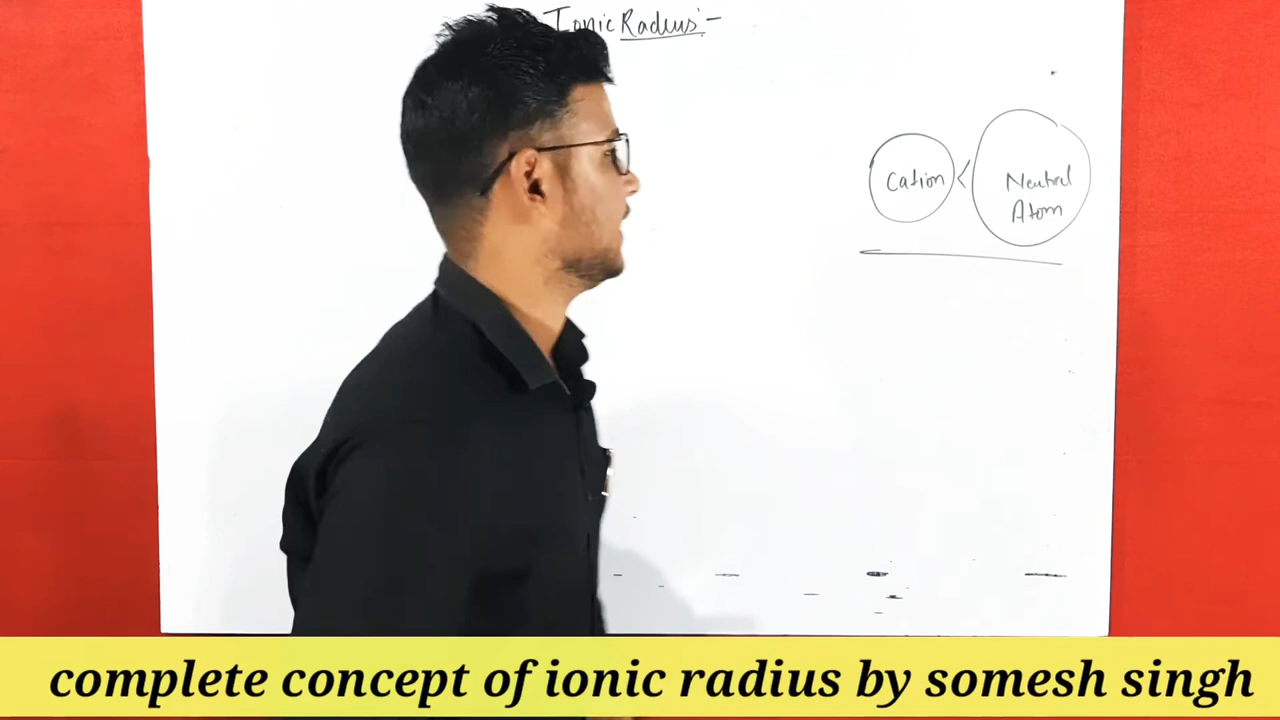 Ionic Radius:-
Cation < Neutral
Atom
complete concept of ionic radius by somesh singh